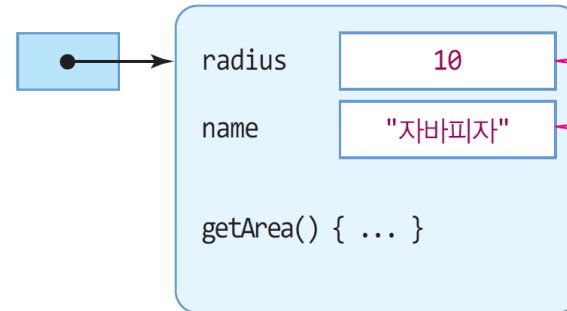 radius 10
name "자바피자"
getArea() { ... }